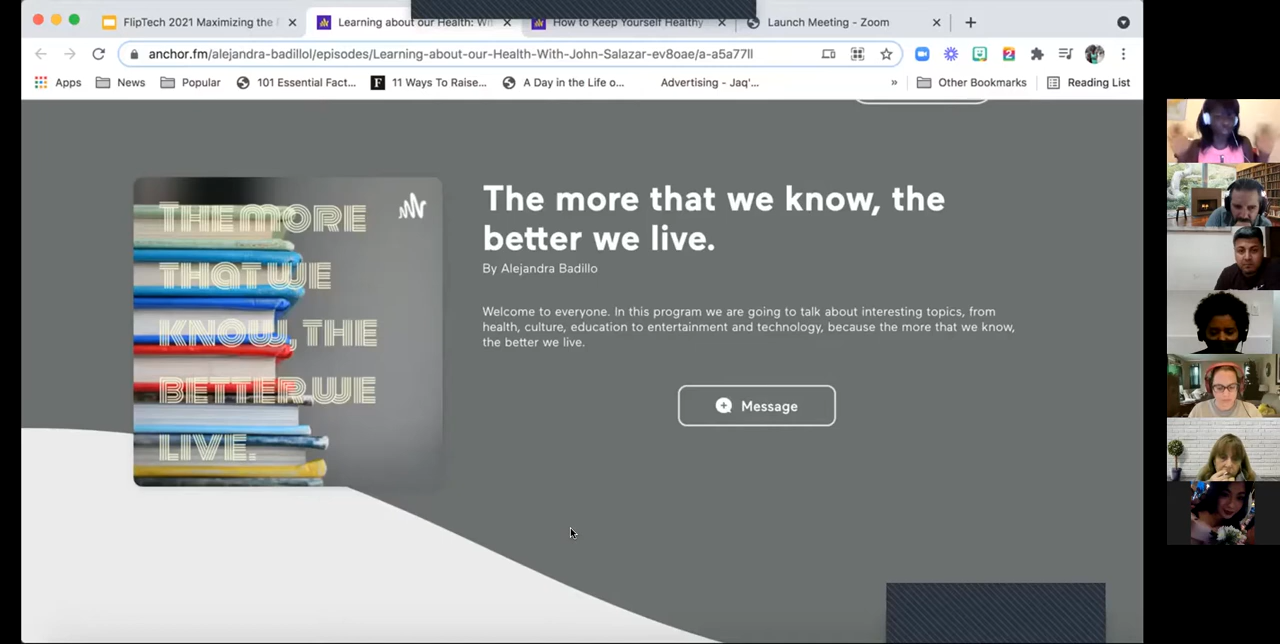 FlipTech 2021 Maximizing the
Learning about our Health: Wit
How to Keep Yourself Healthy
Launch Meeting - Zoom
anchor.fm/alejandra-badillol/episodes/Learning-about-our-Health-With-John-Salazar-ev8oae/a-a5a77ll
Apps
News
Popular
101 Essential Fact...
11 Ways To Raise...
A Day in the Life o...
Advertising - Jaq'...
»
Other Bookmarks
Reading List
THE MORE
THAT WE
KNOW, THE
BETTER WE
LIVE.
The more that we know, the
better we live.
By Alejandra Badillo
Welcome to everyone. In this program we are going to talk about interesting topics, from
health, culture, education to entertainment and technology, because the more that we know,
the better we live.
Message